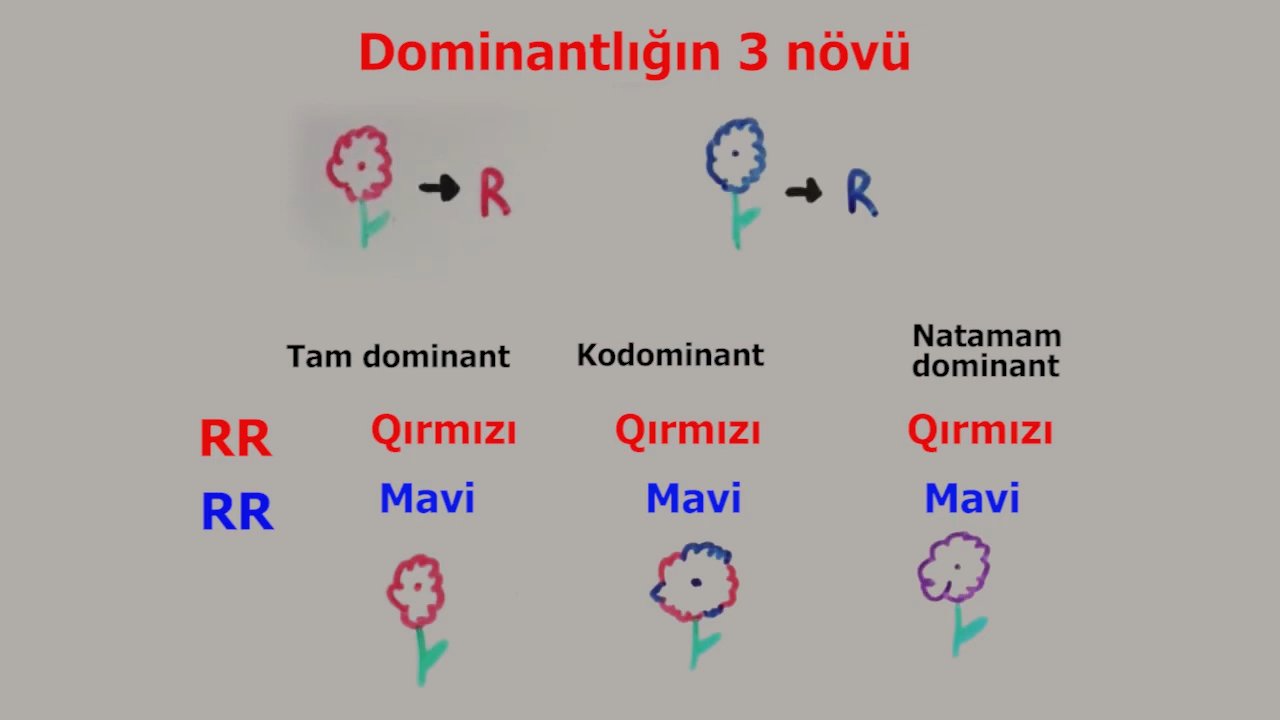 Dominantlığın 3 növü
R
R
Tam dominant
Kodominant
Natamam
dominant
RR
Qırmızı
Qırmızı
Qırmızı
RR
Mavi
Mavi
Mavi